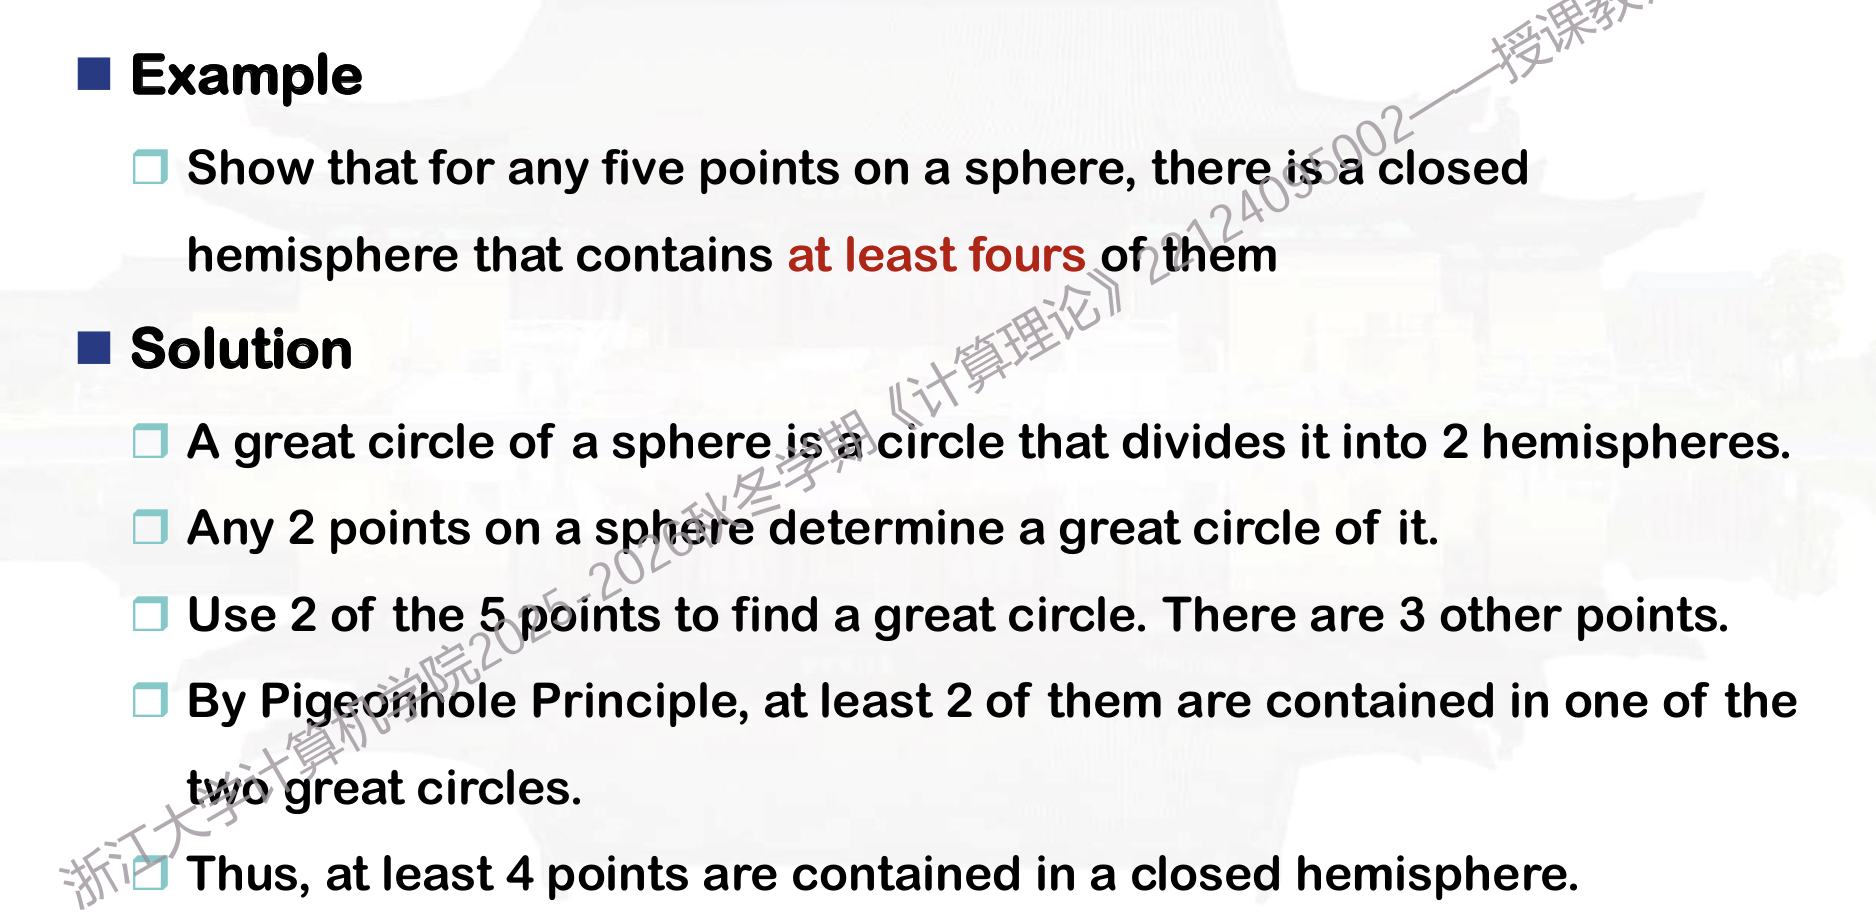 Example
Show that for any five points on a sphere, there is a closed
hemisphere that contains at least fours of them
Solution
A great circle of a sphere is a circle that divides it into 2 hemispheres.
Any 2 points on a sphere determine a great circle of it.
Use 2 of the 5 points to find a great circle. There are 3 other points.
By Pigeonhole Principle, at least 2 of them are contained in one of the
two great circles.
Thus, at least 4 points are contained in a closed hemisphere.
浙江大学计算机学院2025-2026秋冬学期《计算理论》22124095002——授课教